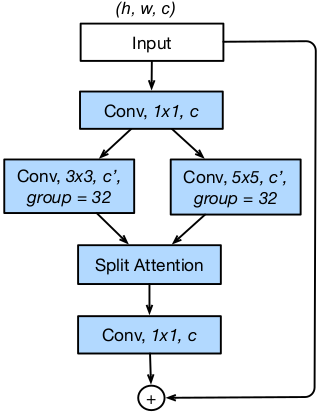 (h, w, c)
Input
Conv, 1x1, c
Conv, 3x3, c’,
group = 32
Conv, 5x5, c’,
group = 32
Split Attention
Conv, 1x1, c
+